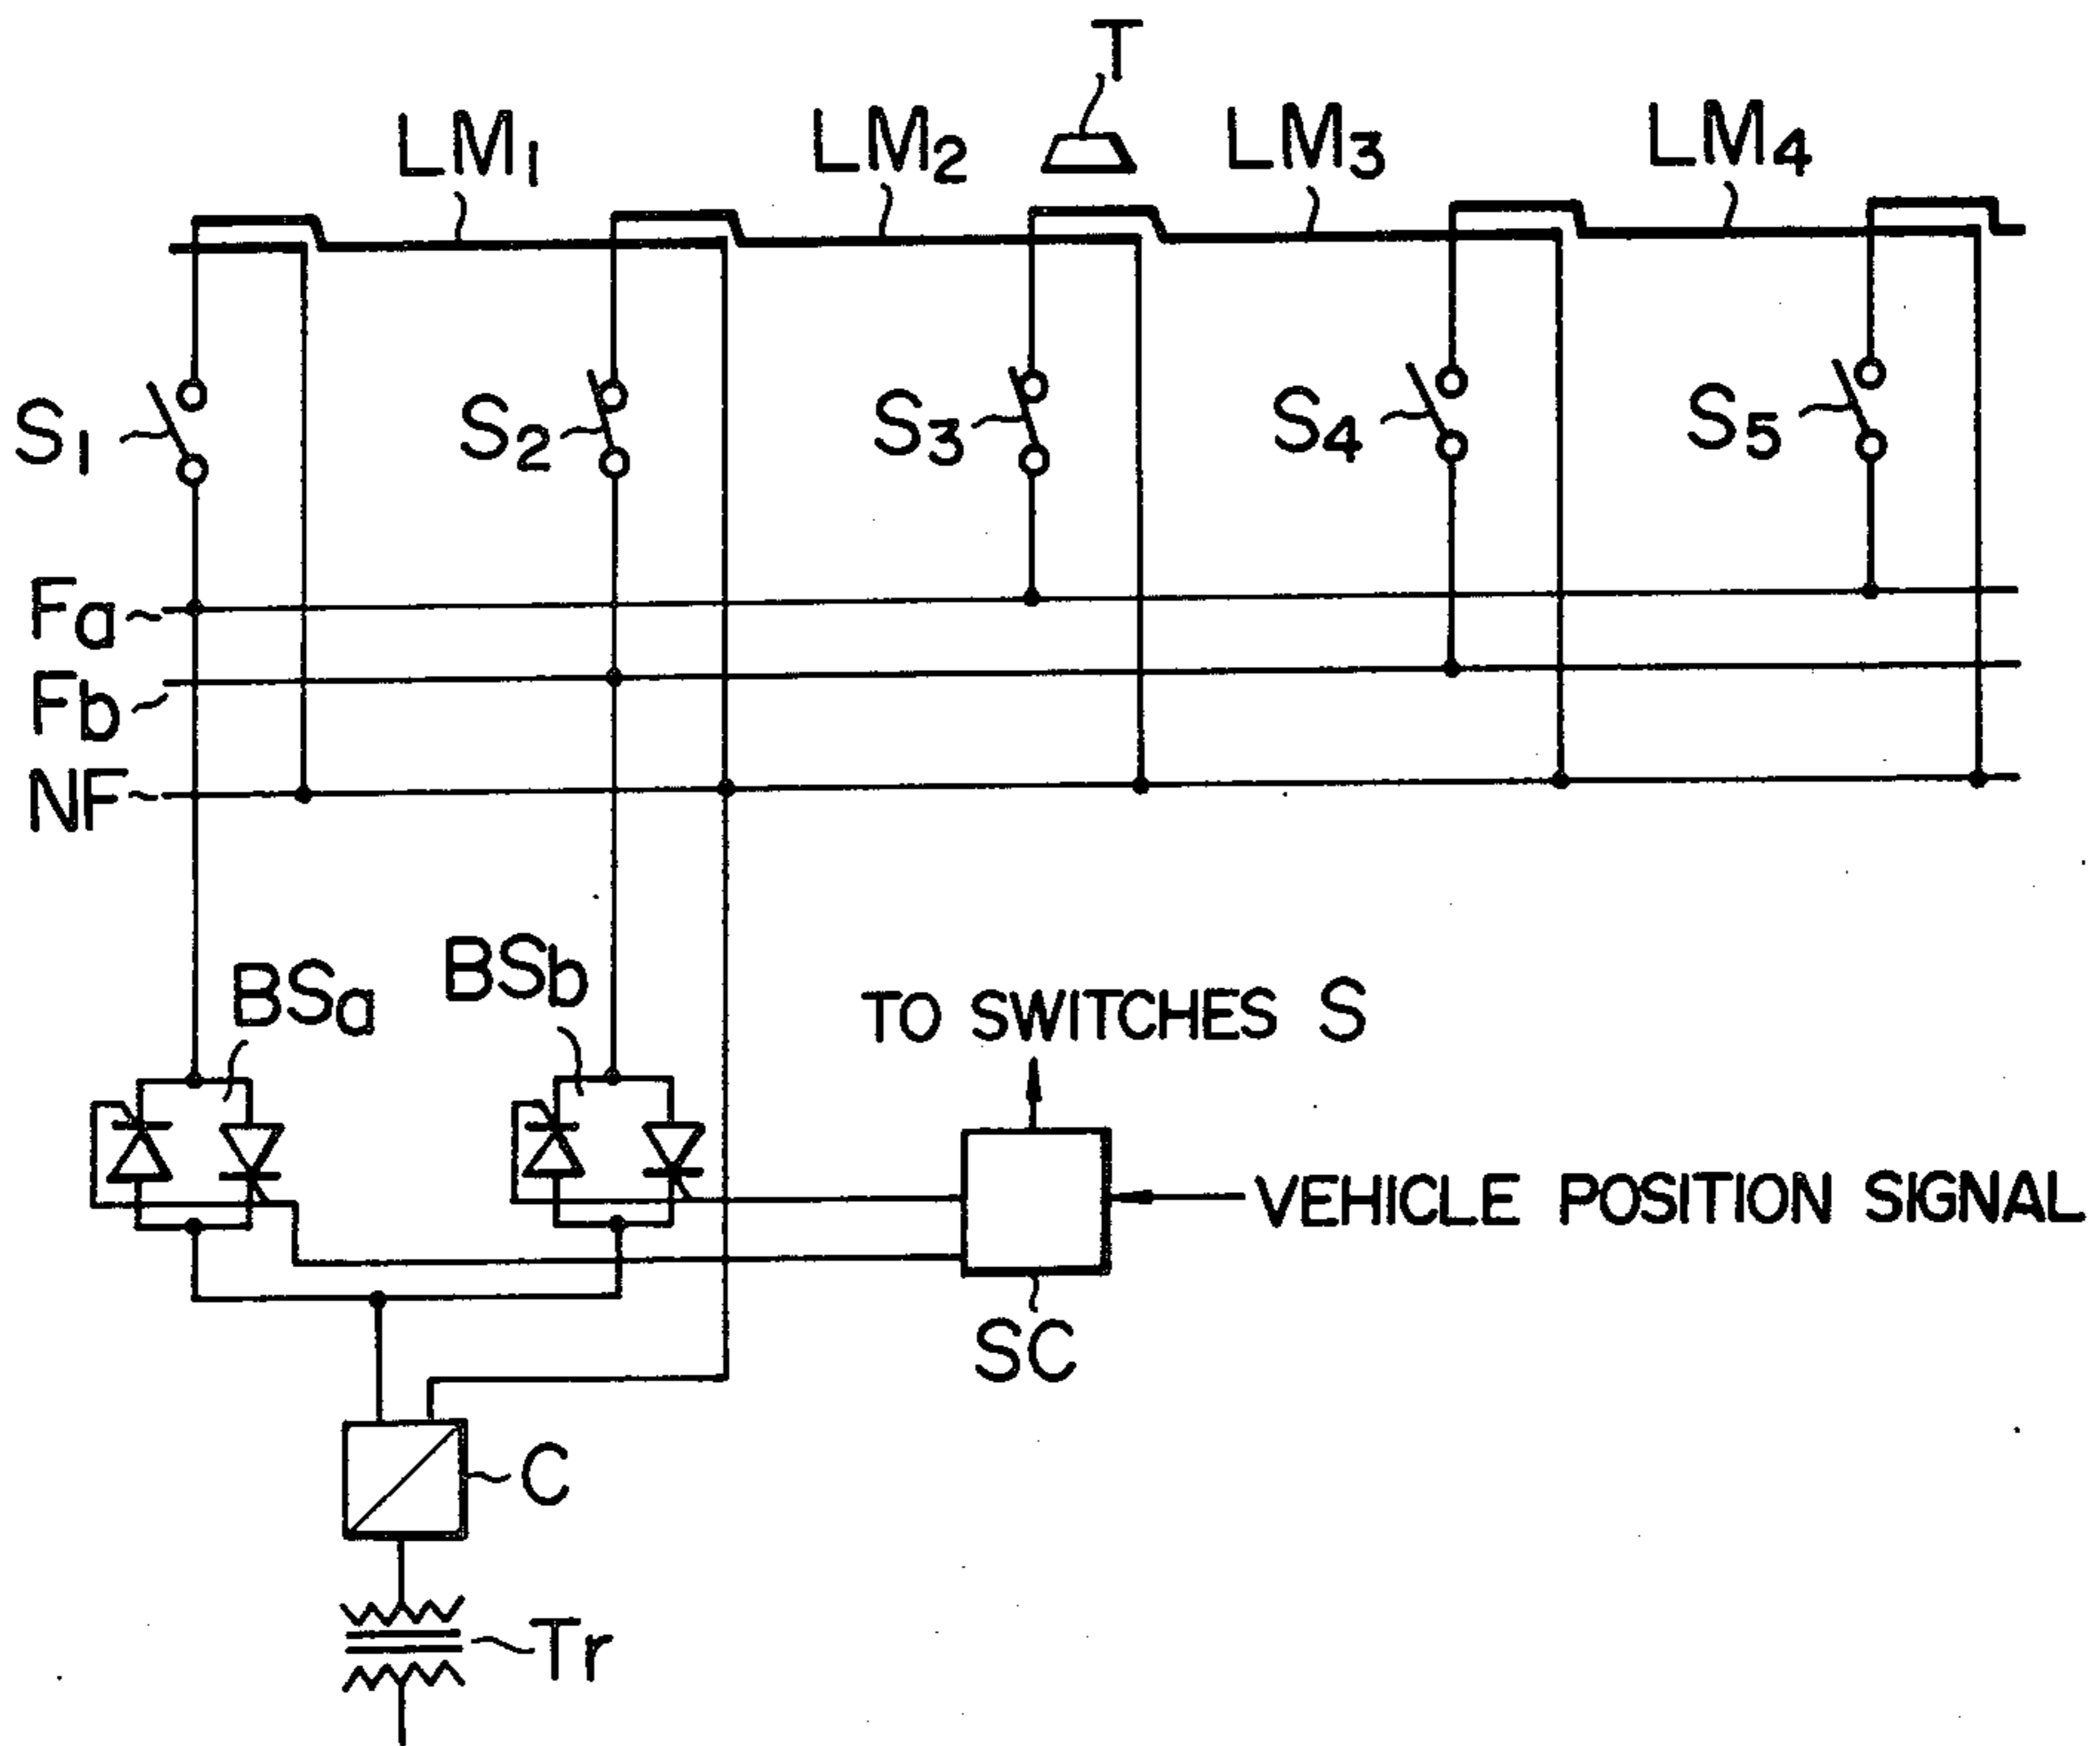 T
LM1 LM2 LM3 LM4
S1 S2 S3 S4 S5
Fa
Fb
NF
BSa BSb
TO SWITCHES S
VEHICLE POSITION SIGNAL
SC
C
Tr